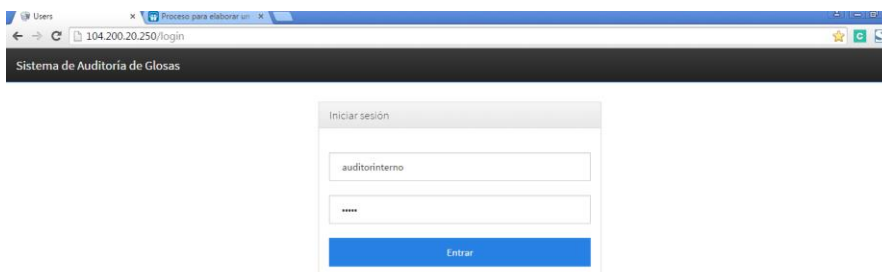 Users
Proceso para elaborar un
104.200.20.250/login
Sistema de Auditoría de Glosas
Iniciar sesión
auditorinterno
•••••
Entrar